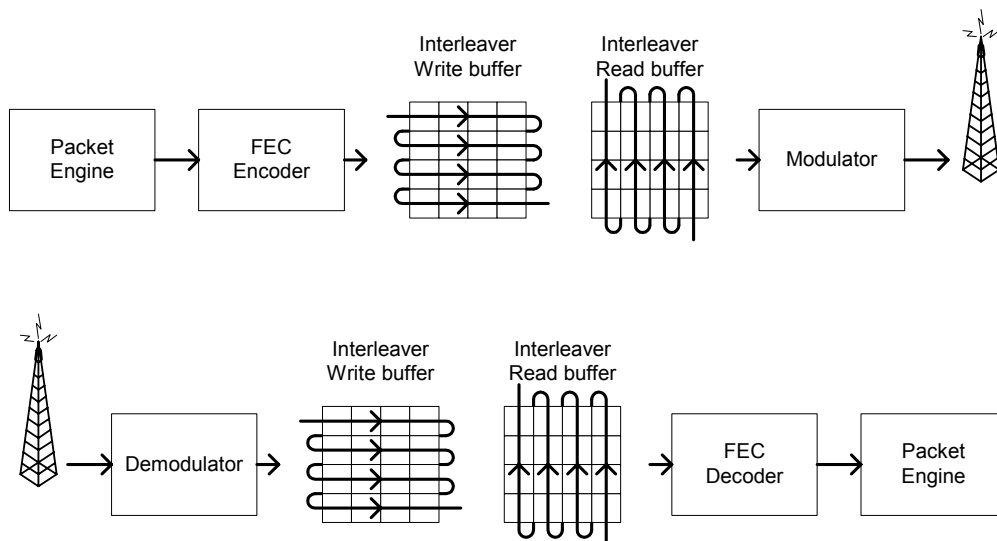 Interleaver
Write buffer
Interleaver
Read buffer
Packet
Engine
FEC
Encoder
Modulator
Interleaver
Write buffer
Interleaver
Read buffer
Demodulator
FEC
Decoder
Packet
Engine